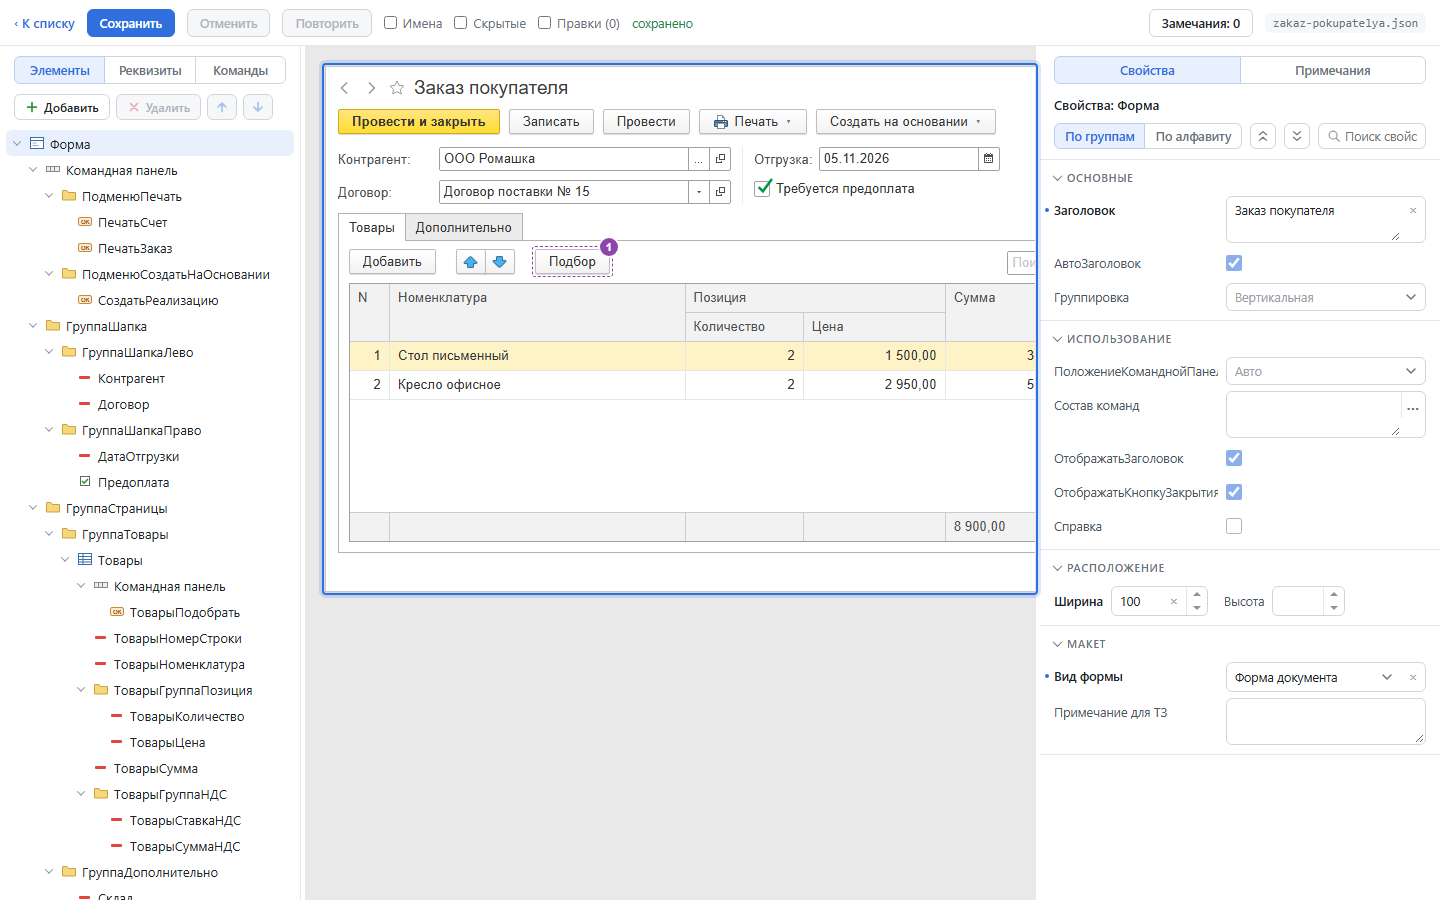 ‹ К списку Сохранить Отменить Повторить Имена Скрытые Правки (0) сохранено Замечания: 0 zakaz-pokupatelya.json
Элементы Реквизиты Команды
Добавить Удалить
Форма
Командная панель
ПодменюПечать
ПечатьСчет
ПечатьЗаказ
ПодменюСоздатьНаОсновании
СоздатьРеализацию
ГруппаШапка
ГруппаШапкаЛево
Контрагент
Договор
ГруппаШапкаПраво
ДатаОтгрузки
Предоплата
ГруппаСтраницы
ГруппаТовары
Товары
Командная панель
ТоварыПодобрать
ТоварыНомерСтроки
ТоварыНоменклатура
ТоварыГруппаПозиция
ТоварыКоличество
ТоварыЦена
ТоварыСумма
ТоварыГруппаНДС
ТоварыСтавкаНДС
ТоварыСуммаНДС
ГруппаДополнительно
Склад
Заказ покупателя
Провести и закрыть Записать Провести Печать Создать на основании
Контрагент: ООО Ромашка ... Отгрузка: 05.11.2026
Договор: Договор поставки № 15 Требуется предоплата
Товары Дополнительно
Добавить Подбор 1 Пои
N Номенклатура Позиция Сумма
Количество Цена
1 Стол письменный 2 1 500,00 3
2 Кресло офисное 2 2 950,00 5
8 900,00
Свойства Примечания
Свойства: Форма
По группам По алфавиту Поиск свойс
ОСНОВНЫЕ
Заголовок Заказ покупателя ×
АвтоЗаголовок
Группировка Вертикальная
ИСПОЛЬЗОВАНИЕ
ПоложениеКоманднойПанел Авто
Состав команд ...
ОтображатьЗаголовок
ОтображатьКнопкуЗакрытия
Справка
РАСПОЛОЖЕНИЕ
Ширина 100 × Высота
МАКЕТ
Вид формы Форма документа ×
Примечание для ТЗ